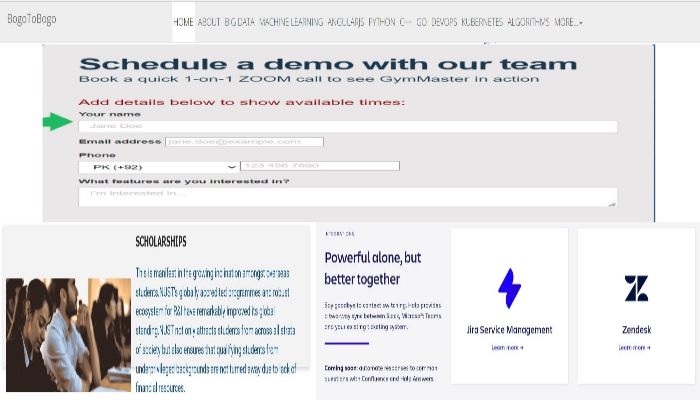 BogoToBogo
HOME ABOUT BIG DATA MACHINE LEARNING ANGULARJS PYTHON C++ GO DEVOPS KUBERNETES ALGORITHMS MORE...
Schedule a demo with our team
Book a quick 1-on-1 ZOOM call to see GymMaster in action
Add details below to show available times:
Your name
Jane Doe
Email address jane.doe@example.com
Phone
PK (+92) 123 456 7890
What features are you interested in?
I'm interested in...
SCHOLARSHIPS
This is manifest in the growing inclination amongst overseas
students.NUST's globally accredited programmes and robust
ecosystem for R&I have remarkably improved its global
standing.NUST not only attracts students from across all strata
of society but also ensures that qualifying students from
underprivileged backgrounds are not turned away due to lack of
financial resources.
INTEGRATIONS
Powerful alone, but
better together
Say goodbye to context switching. Halp provides
a two-way sync between Slack, Microsoft Teams
and your existing ticketing system.
Coming soon: automate responses to common
questions with Confluence and Halp Answers.
Jira Service Management
Learn more →
Zendesk
Learn more →